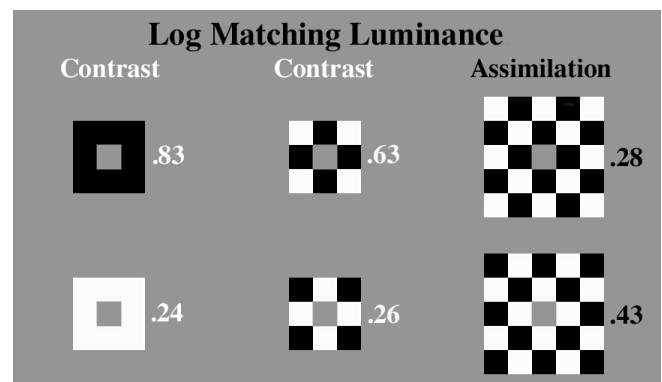 Log Matching Luminance
Contrast Contrast Assimilation
.83 .63 .28
.24 .26 .43